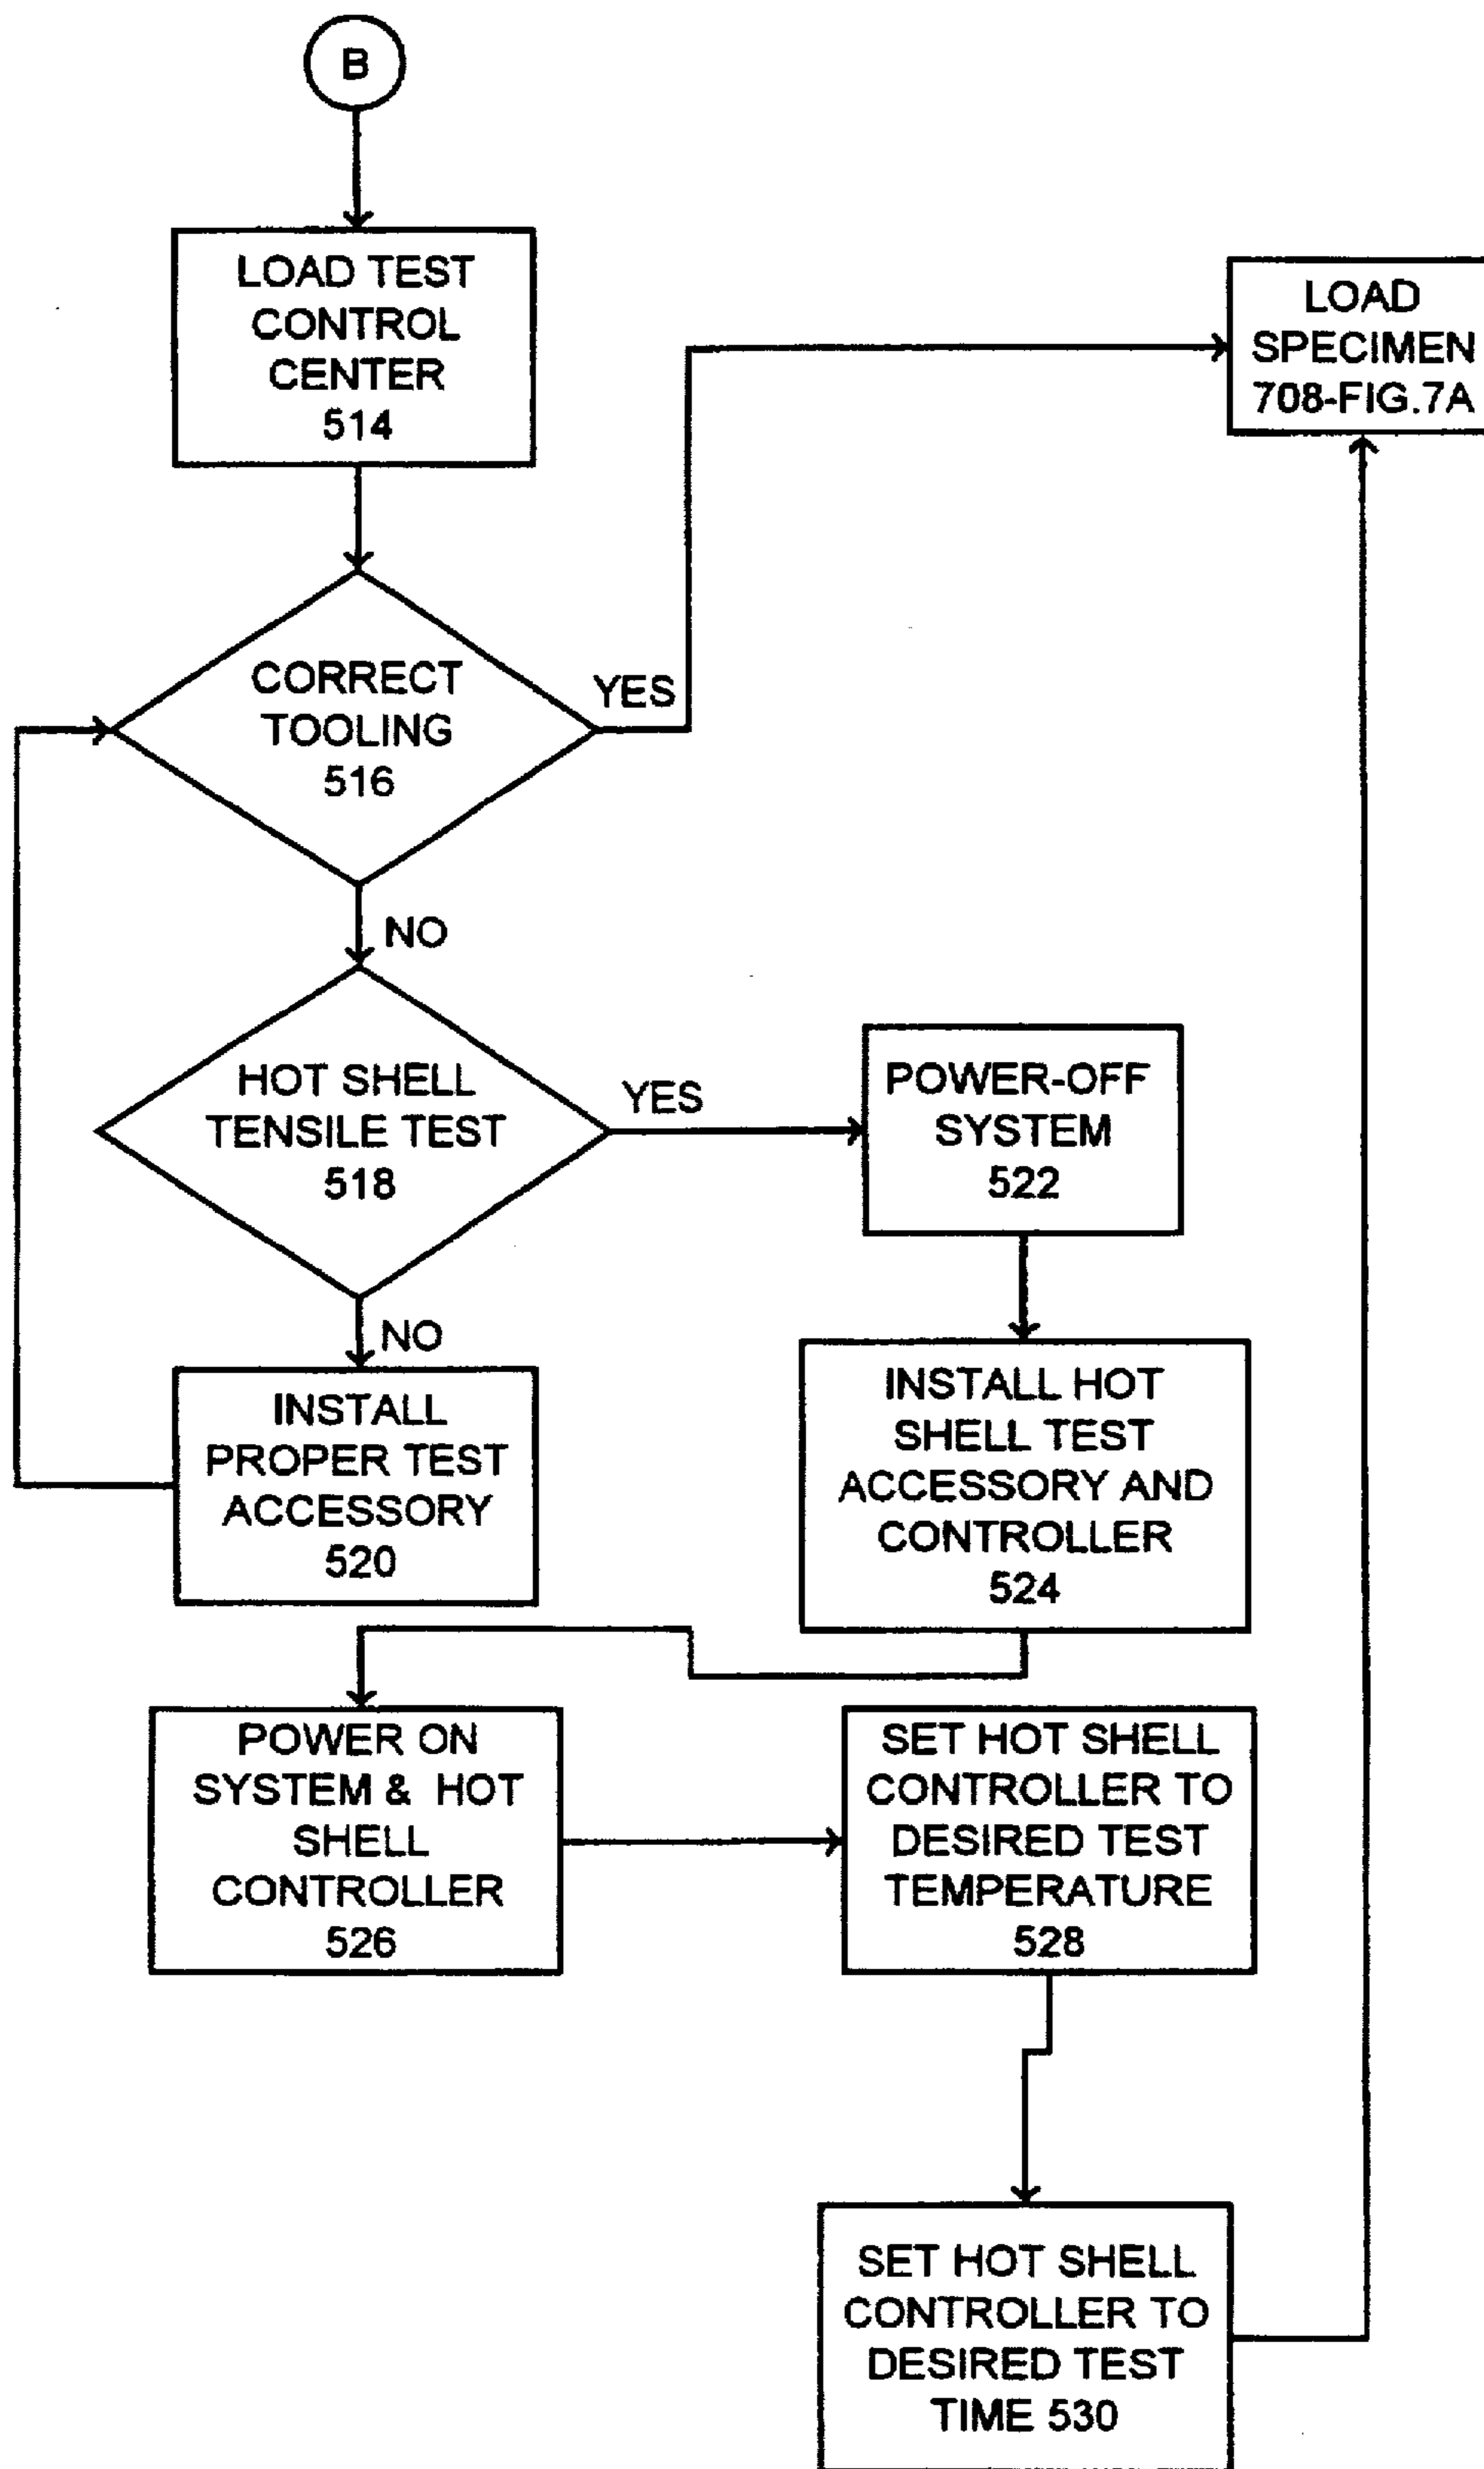 B
LOAD TEST
CONTROL
CENTER
514
LOAD
SPECIMEN
708-FIG.7A
CORRECT
TOOLING
516
YES
NO
HOT SHELL
TENSILE TEST
518
YES
POWER-OFF
SYSTEM
522
NO
INSTALL
PROPER TEST
ACCESSORY
520
INSTALL HOT
SHELL TEST
ACCESSORY AND
CONTROLLER
524
POWER ON
SYSTEM & HOT
SHELL
CONTROLLER
526
SET HOT SHELL
CONTROLLER TO
DESIRED TEST
TEMPERATURE
528
SET HOT SHELL
CONTROLLER TO
DESIRED TEST
TIME 530